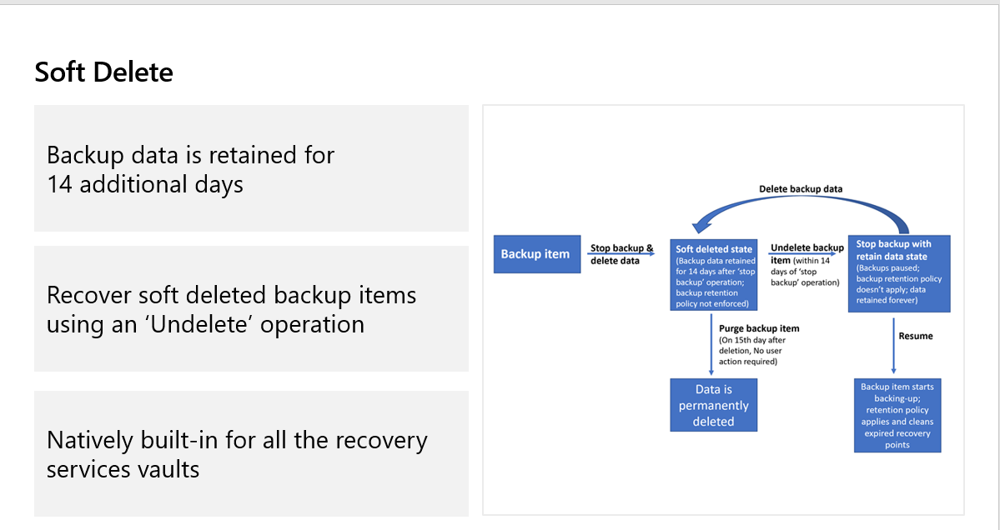 Soft Delete
Backup data is retained for
14 additional days
Recover soft deleted backup items
using an ‘Undelete’ operation
Natively built-in for all the recovery
services vaults
Delete backup data
Backup item
Stop backup &
delete data
Soft deleted state
(Backup data retained
for 14 days after ‘stop
backup’ operation;
backup retention
policy not enforced)
Undelete backup
item (within 14
days of ‘stop
backup’ operation)
Stop backup with
retain data state
(Backups paused;
backup retention policy
doesn’t apply; data
retained forever)
Purge backup item
(On 15th day after
deletion, No user
action required)
Resume
Data is
permanently
deleted
Backup item starts
backing-up;
retention policy
applies and cleans
expired recovery
points